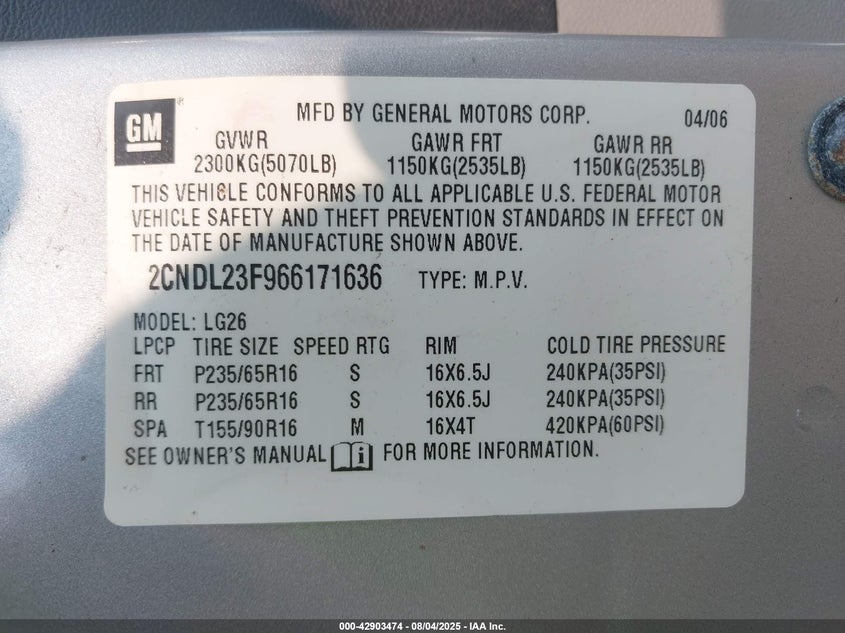 GM® MFD BY GENERAL MOTORS CORP. 04/06
GVWR GAWR FRT GAWR RR
2300KG(5070LB) 1150KG(2535LB) 1150KG(2535LB)
THIS VEHICLE CONFORMS TO ALL APPLICABLE U.S. FEDERAL MOTOR
VEHICLE SAFETY AND THEFT PREVENTION STANDARDS IN EFFECT ON
THE DATE OF MANUFACTURE SHOWN ABOVE.
2CNDL23F966171636 TYPE: M.P.V.
MODEL: LG26
LPCP TIRE SIZE SPEED RTG RIM COLD TIRE PRESSURE
FRT P235/65R16 S 16X6.5J 240KPA(35PSI)
RR P235/65R16 S 16X6.5J 240KPA(35PSI)
SPA T155/90R16 M 16X4T 420KPA(60PSI)
SEE OWNER'S MANUAL i FOR MORE INFORMATION.
000-42903474 - 08/04/2025 - IAA Inc.